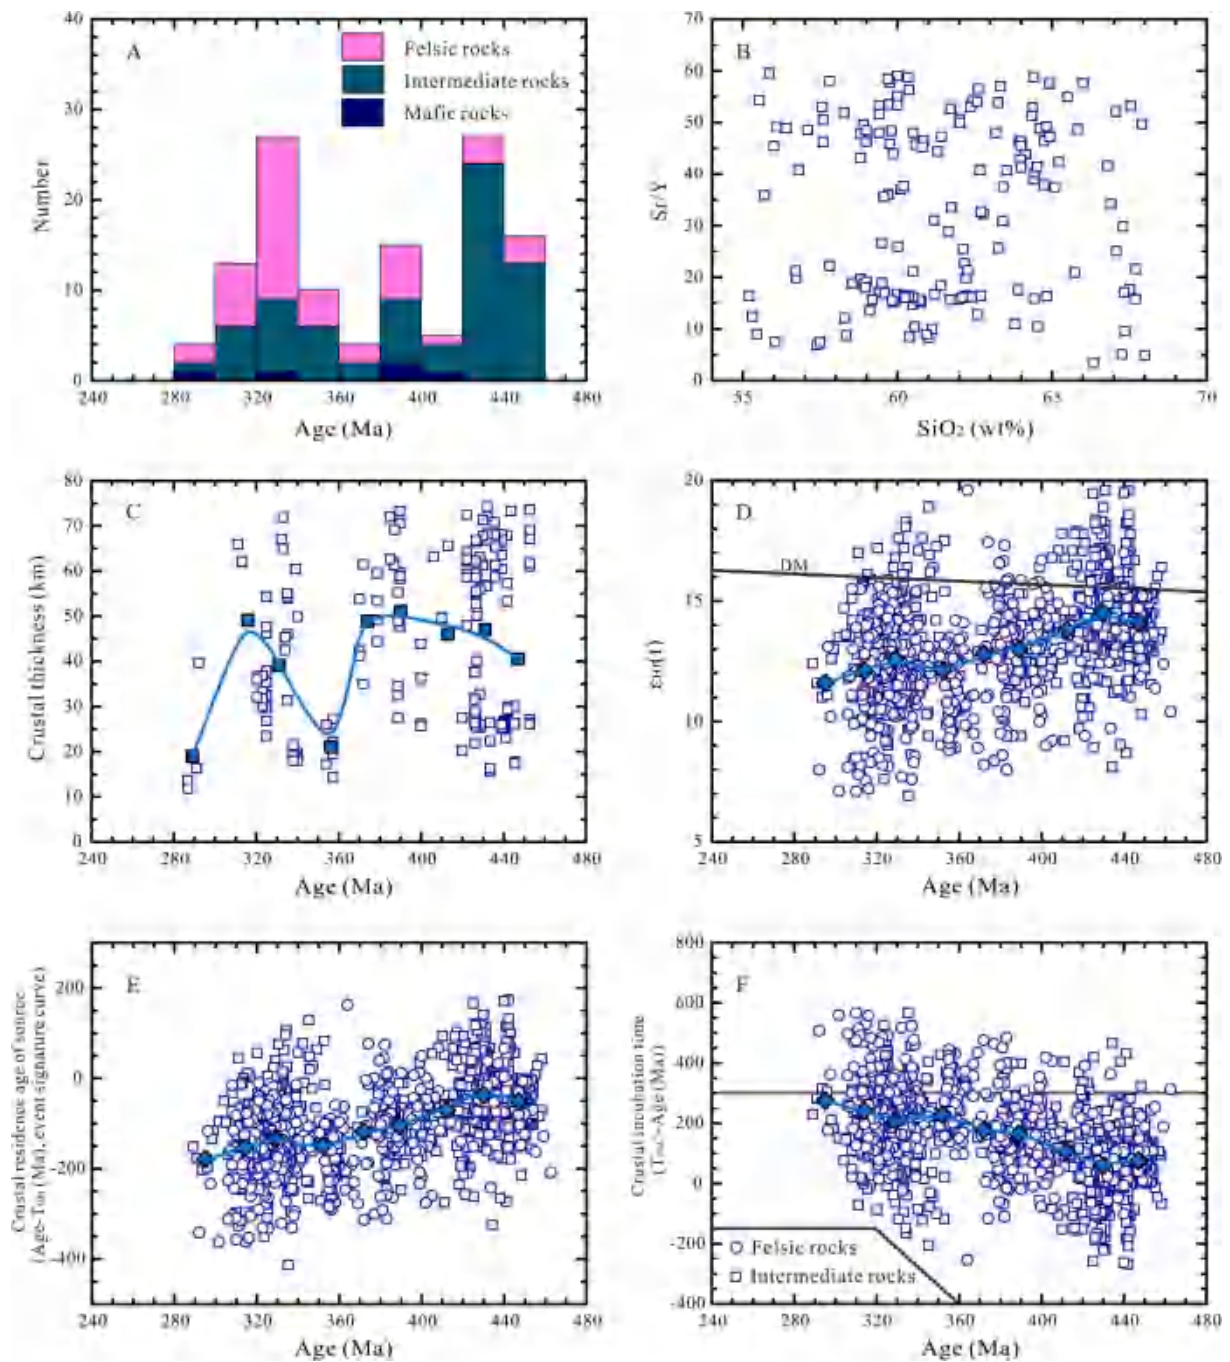 A
Felsic rocks
Intermediate rocks
Mafic rocks
40
30
20
10
0
240 280 320 360 400 440 480
Number
Age (Ma)
B
70
60
50
40
30
20
10
0
55 60 65 70
Sr/Y
SiO₂ (wt%)
C
80
70
60
50
40
30
20
10
0
240 280 320 360 400 440 480
Crustal thickness (km)
Age (Ma)
D
DM
20
15
10
5
240 280 320 360 400 440 480
Age (Ma)
E
200
0
-200
-400
240 280 320 360 400 440 480
Crustal residence age of source
(Age-T (Ma), event signature curve)
Age (Ma)
F
800
600
400
200
0
-200
-400
Felsic rocks
Intermediate rocks
240 280 320 360 400 440 480
Crustal incubation time
-Age (Ma))
Age (Ma)